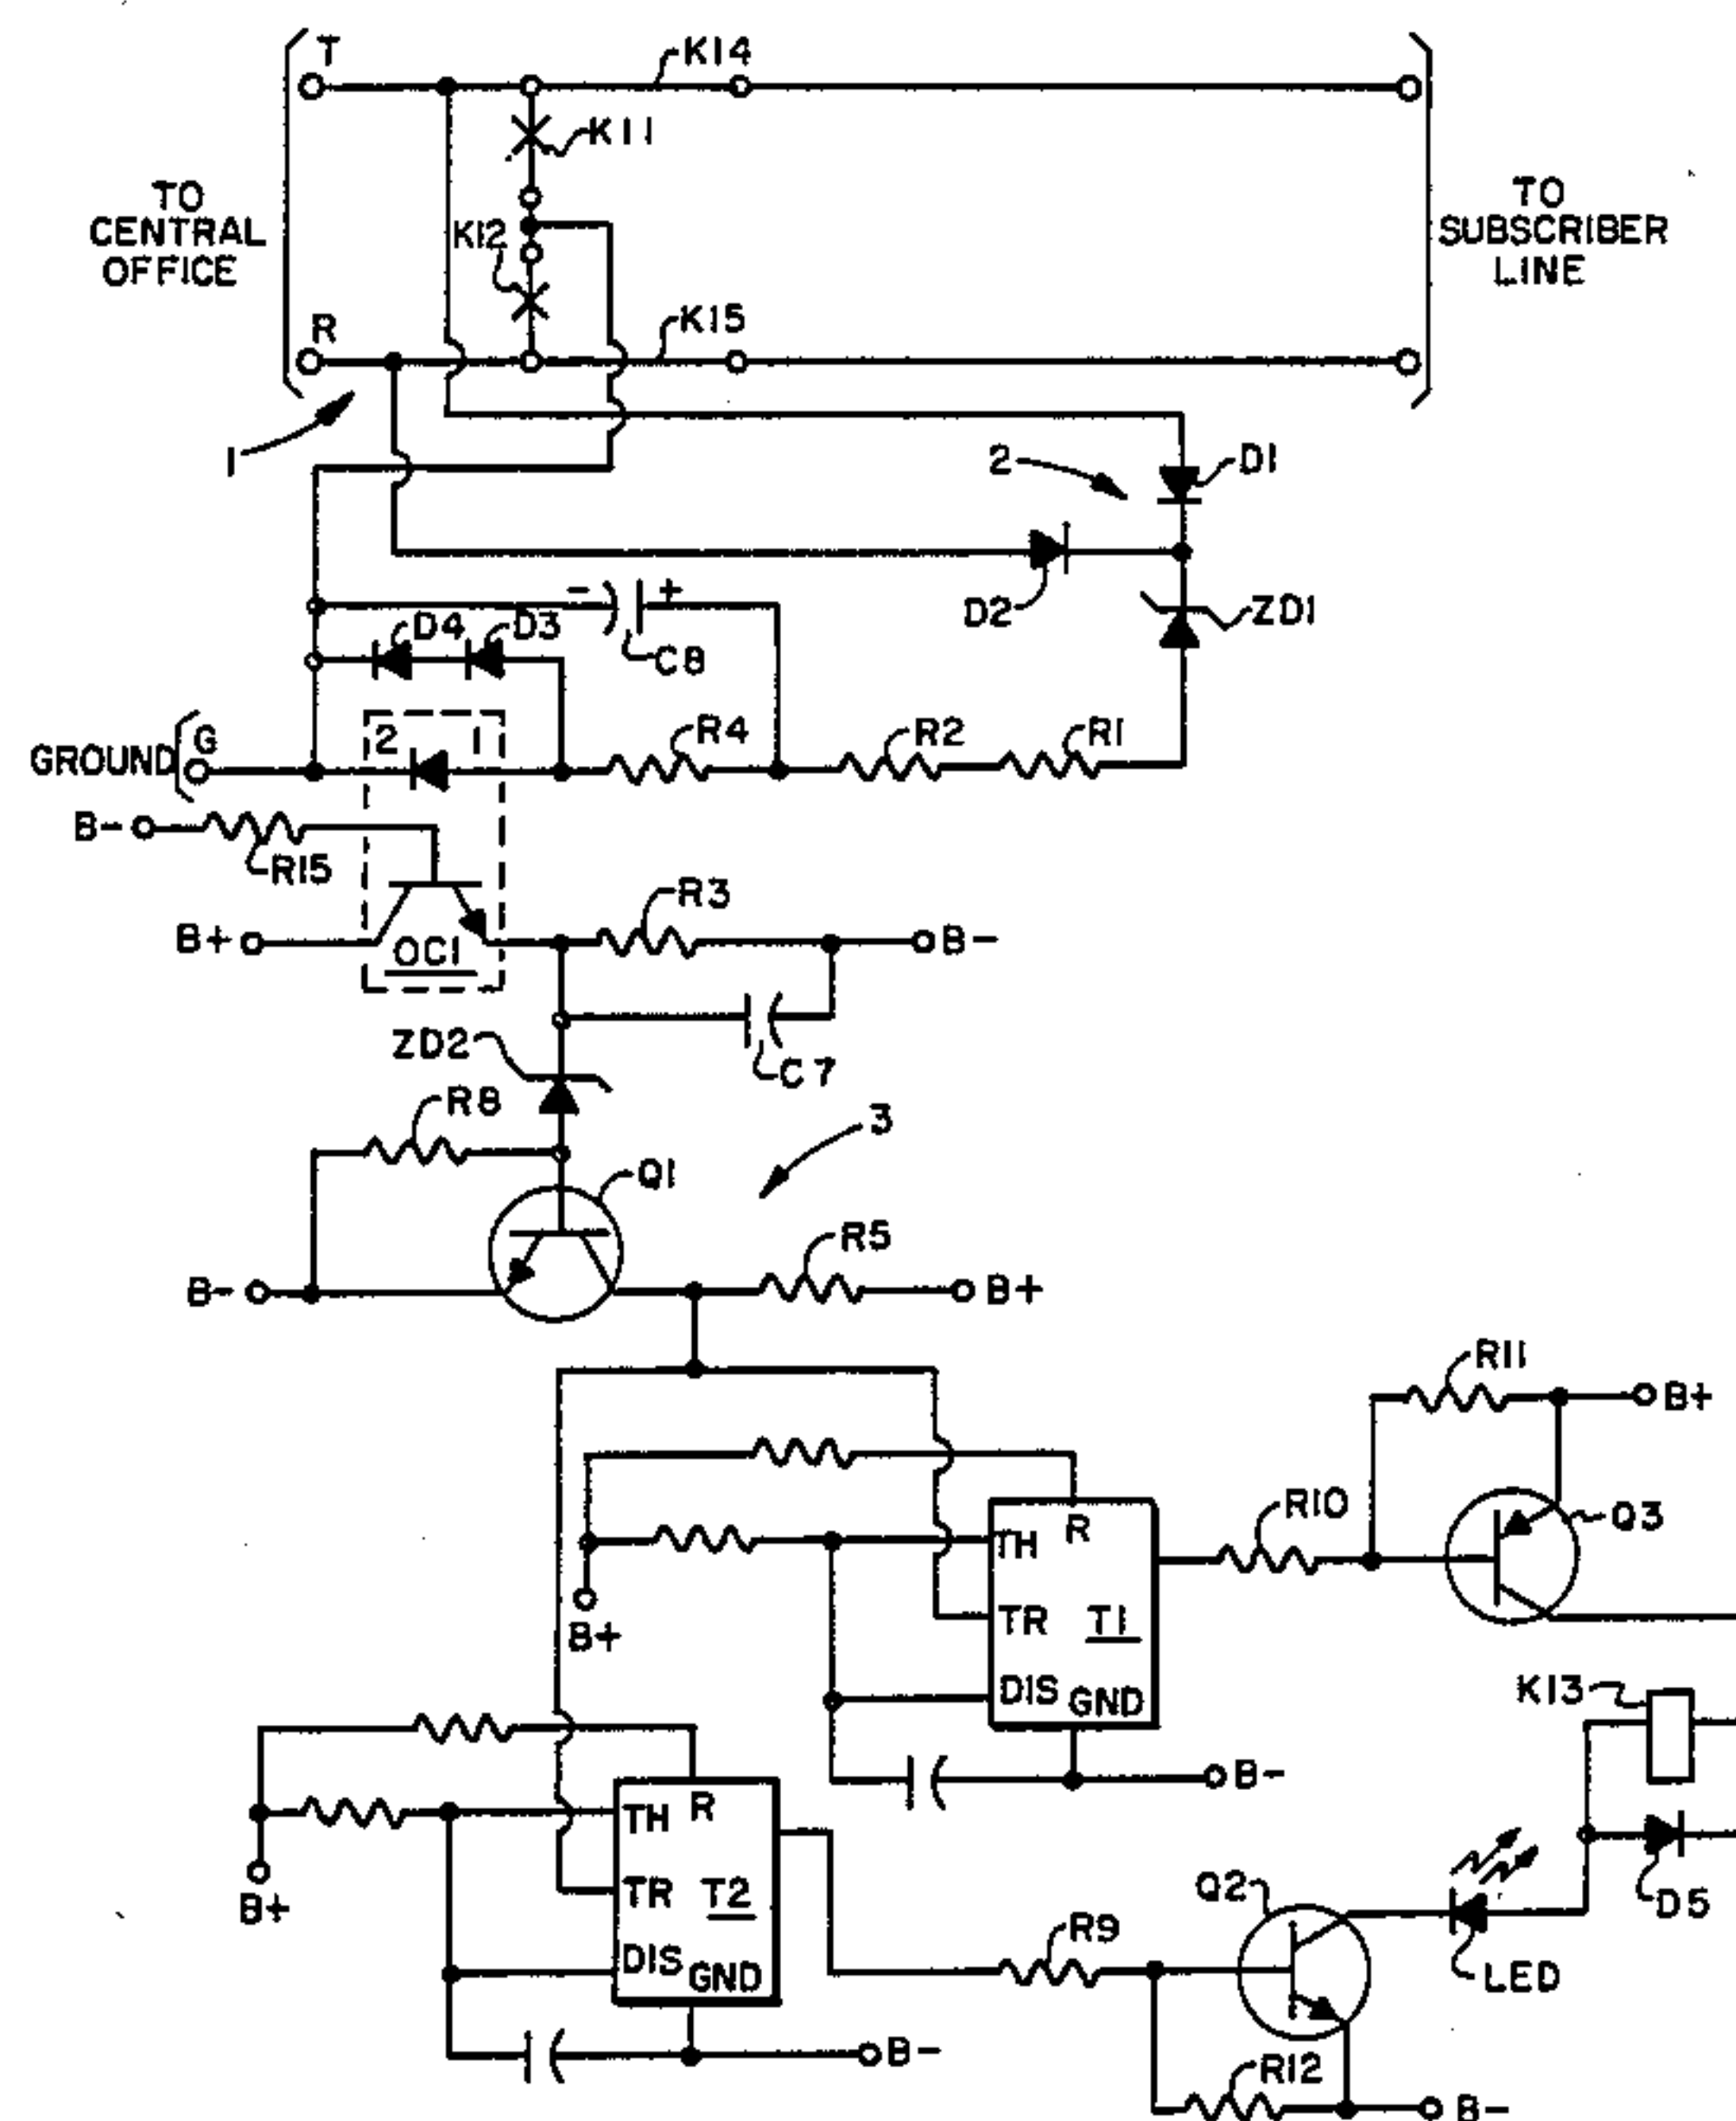 T
K14
K11
TO
CENTRAL
OFFICE
K12
TO
SUBSCRIBER
LINE
R
K15
1
2
D1
D2
ZD1
- +
D4
D3
C8
GROUND
G
2 1
R4
R2
R1
B-
R15
R3
B+
OC1
B-
ZD2
C7
R8
3
Q1
R5
B-
B+
R11
B+
R10
Q3
TH
R
TR
T1
B+
DIS
GND
K13
B-
TH
R
TR
T2
B+
Q2
D5
R9
DIS
GND
LED
B-
R12
B-